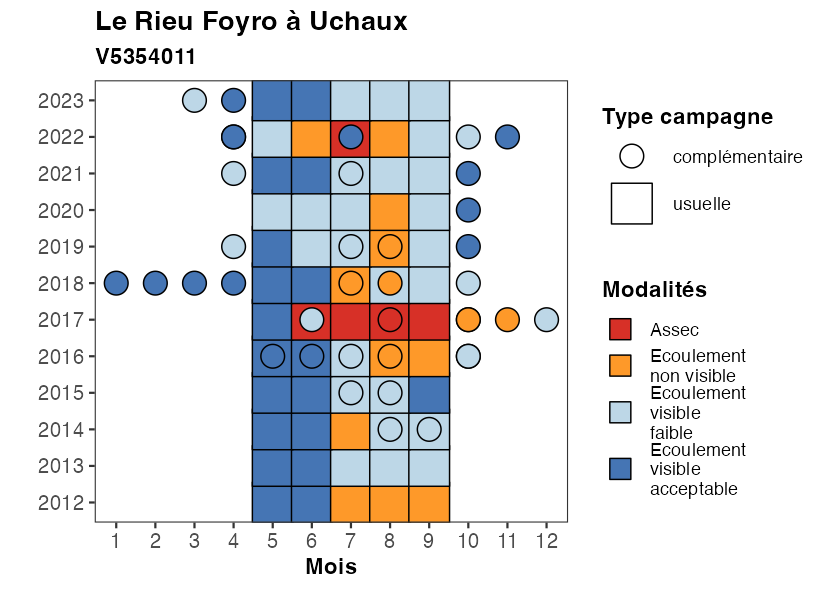 Le Rieu Foyro à Uchaux
V5354011
2023
2022
2021
2020
2019
2018
2017
2016
2015
2014
2013
2012
1 2 3 4 5 6 7 8 9 10 11 12
Mois
Type campagne
complémentaire
usuelle
Modalités
Assec
Ecoulement
non visible
Ecoulement
visible
faible
Ecoulement
visible
acceptable